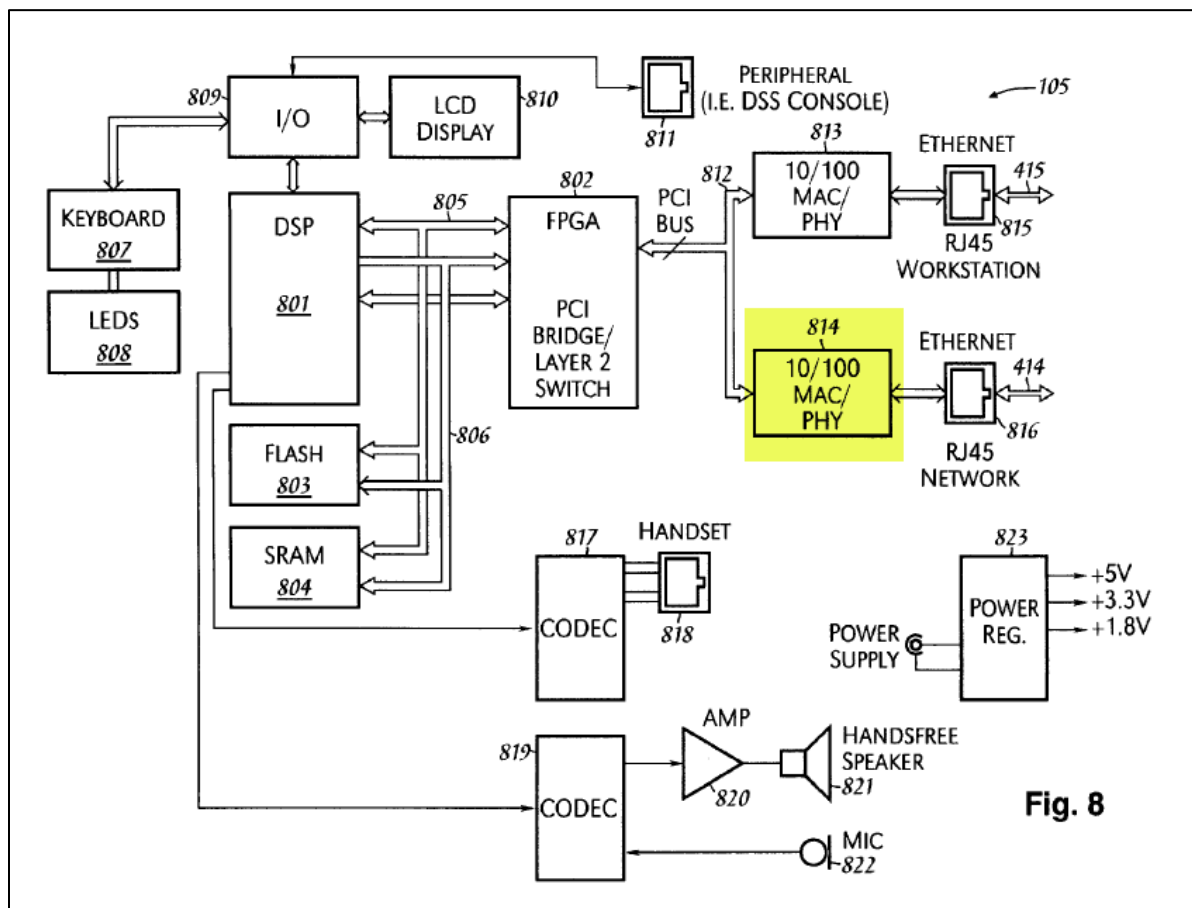 105
809
I/O
LCD
DISPLAY
810
811
PERIPHERAL
(I.E. DSS CONSOLE)
KEYBOARD
807
LEDS
808
DSP
801
805
802
FPGA
PCI
BRIDGE/
LAYER 2
SWITCH
812
PCI
BUS
813
10/100
MAC/
PHY
ETHERNET
415
815
RJ45
WORKSTATION
814
10/100
MAC/
PHY
ETHERNET
414
816
RJ45
NETWORK
806
FLASH
803
SRAM
804
817
CODEC
HANDSET
818
823
POWER
REG.
POWER
SUPPLY
+5V
+3.3V
+1.8V
819
CODEC
AMP
820
HANDSFREE
SPEAKER
821
MIC
822
Fig. 8